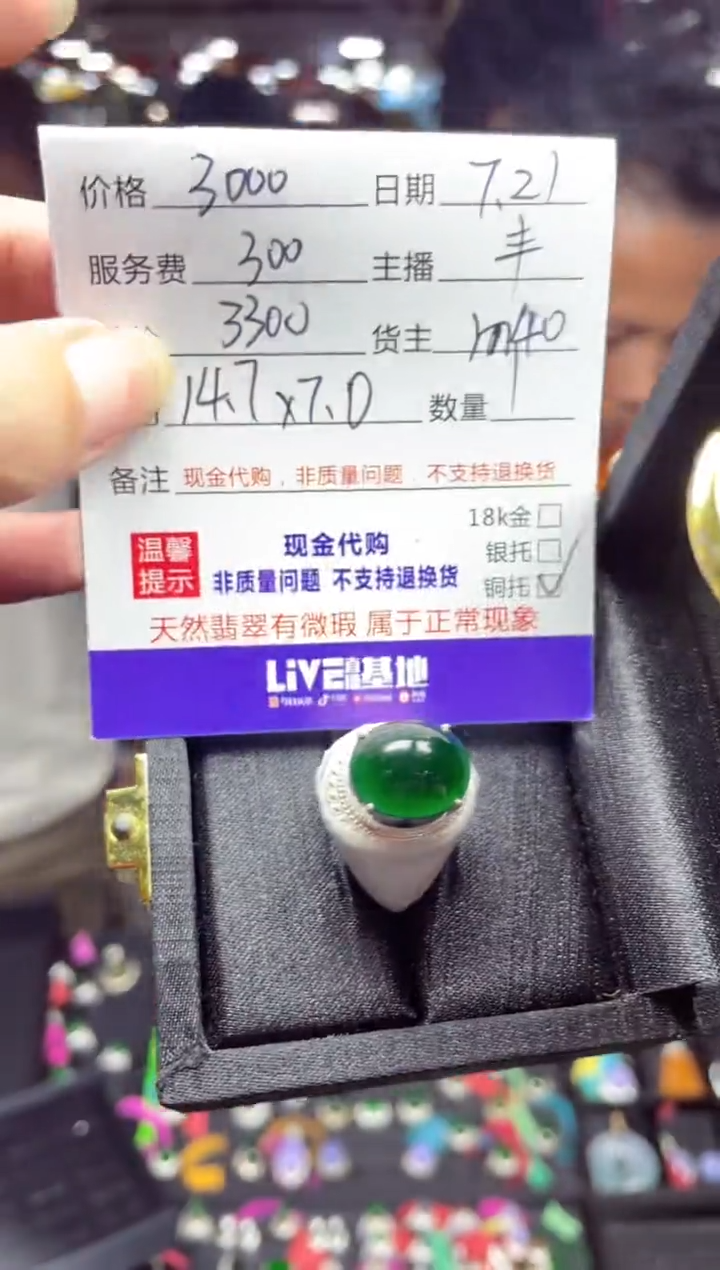 价格 3000 日期 7.21
服务费 300 主播 丰
3300 货主 m40
14.7x7.0 数量 1
备注 现金代购，非质量问题 不支持退换货
18k金
温馨提示 现金代购 银托
非质量问题 不支持退换货 铜托
天然翡翠有微瑕 属于正常现象
LiVE直播基地